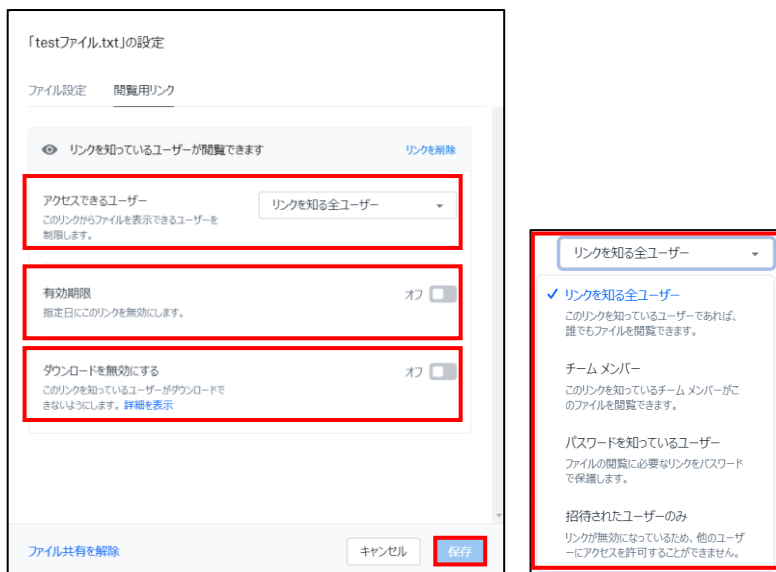 「testファイル.txt」の設定
ファイル設定 閲覧用リンク
リンクを知っているユーザーが閲覧できます リンクを削除
アクセスできるユーザー リンクを知る全ユーザー
このリンクからファイルを表示できるユーザーを
制限します。
有効期限 オフ
指定日にこのリンクを無効にします。
ダウンロードを無効にする オフ
このリンクを知っているユーザーがダウンロードで
きないようにします。詳細を表示
ファイル共有を解除 キャンセル 保存
リンクを知る全ユーザー
リンクを知る全ユーザー
このリンクを知っているユーザーであれば、
誰でもファイルを閲覧できます。
チーム メンバー
このリンクを知っているチーム メンバーがこ
のファイルを閲覧できます。
パスワードを知っているユーザー
ファイルの閲覧に必要なリンクをパスワード
で保護します。
招待されたユーザーのみ
リンクが無効になっているため、他のユーザ
ーにアクセスを許可することができません。